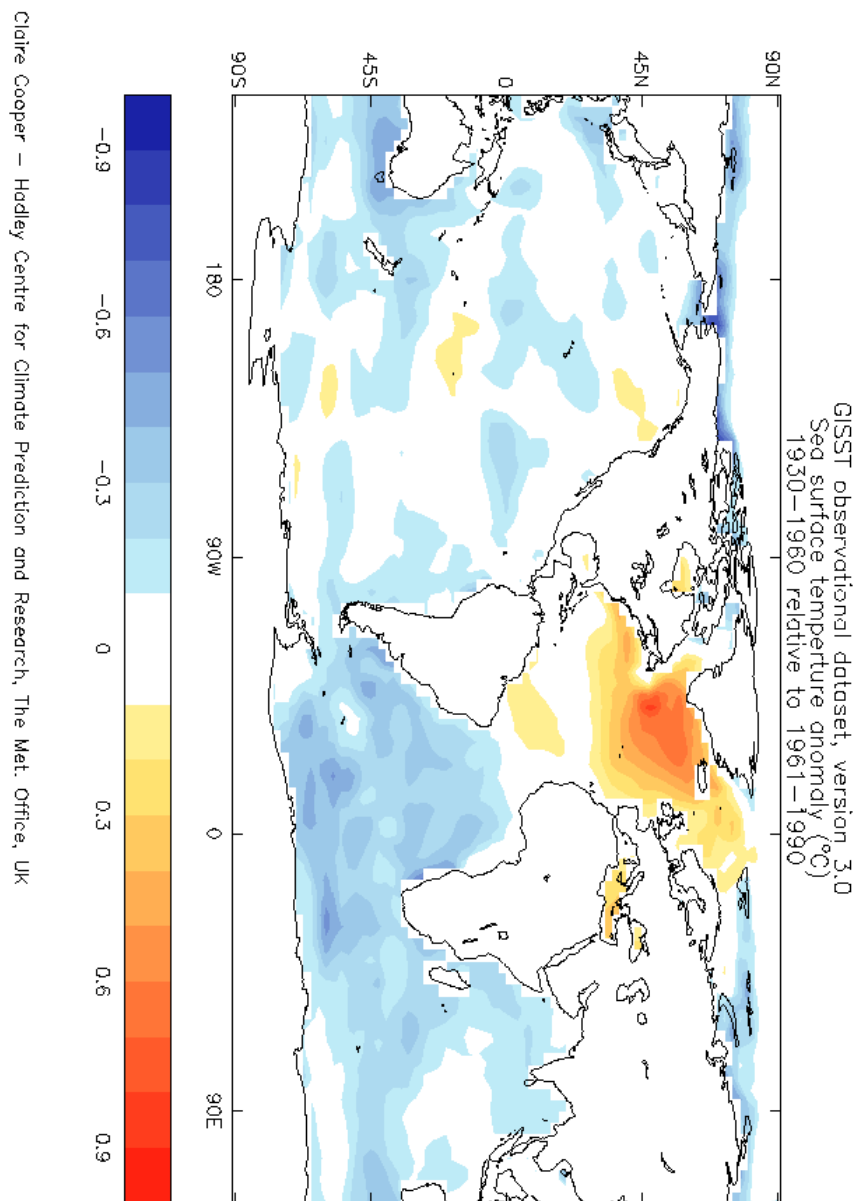 GISST observational dataset, version 3.0
Sea surface temperture anomaly (°C)
1930-1960 relative to 1961-1990
90N
45N
0
45S
90S
180
90W
0
90E
-0.9
-0.6
-0.3
0
0.3
0.6
0.9
Claire Cooper - Hadley Centre for Climate Prediction and Research, The Met. Office, UK